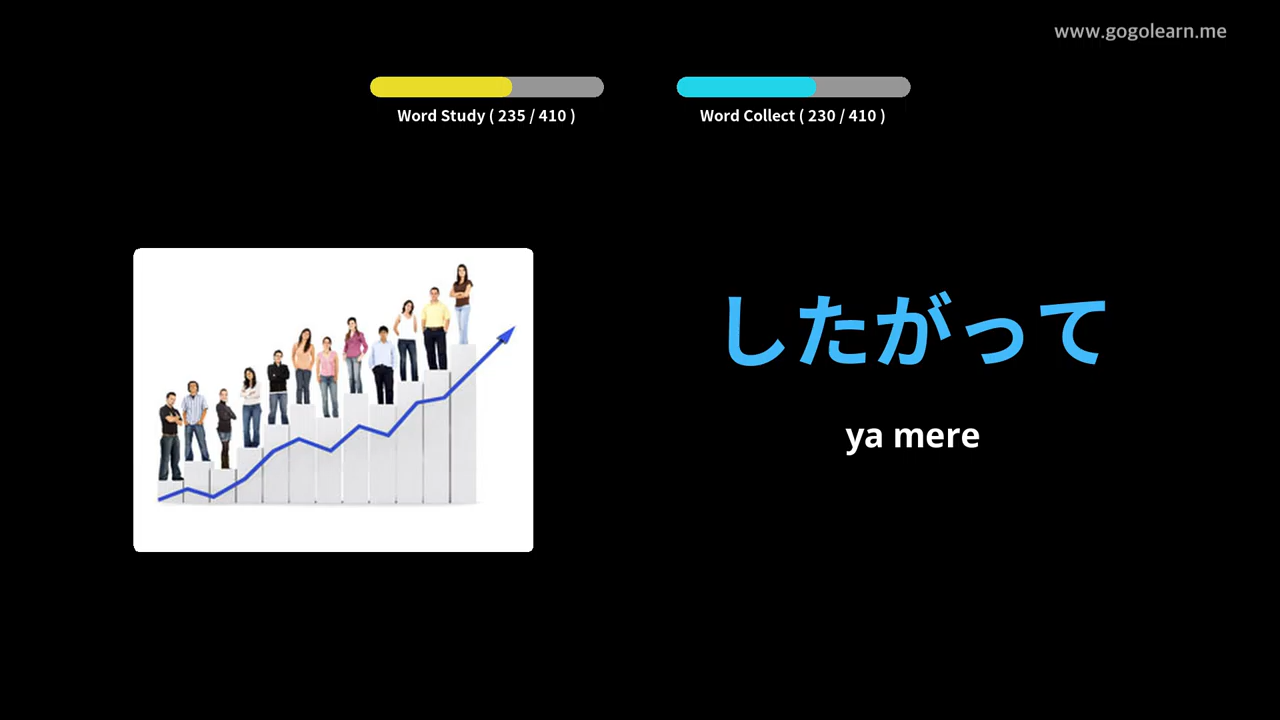 www.gogolearn.me
Word Study ( 235 / 410 )
Word Collect ( 230 / 410 )
したがって
ya mere